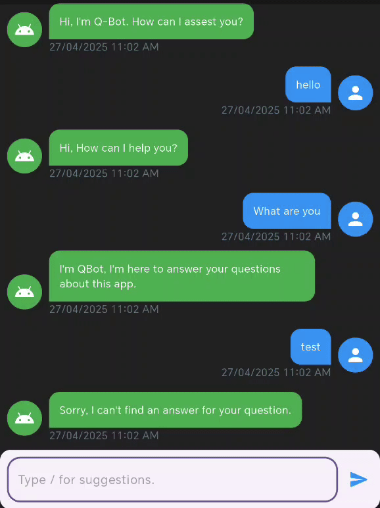 Hi, I'm Q-Bot. How can I assest you?
27/04/2025 11:02 AM
hello
27/04/2025 11:02 AM
Hi, How can I help you?
27/04/2025 11:02 AM
What are you
27/04/2025 11:02 AM
I'm QBot, I'm here to answer your questions
about this app.
27/04/2025 11:02 AM
test
27/04/2025 11:02 AM
Sorry, I can't find an answer for your question.
27/04/2025 11:02 AM
Type / for suggestions.